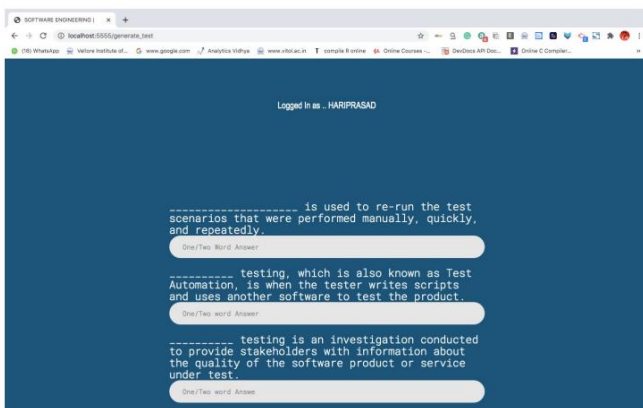 SOFTWARE ENGINEERING |
localhost:5555/generate_test
(16) WhatsApp Vellore Institute of... www.google.com Analytics Vidhya www.vitol.ac.in compile R online Online Courses -... DevDocs API Doc... Online C Compiler...
Logged In as .. HARIPRASAD
____________________ is used to re-run the test
scenarios that were performed manually, quickly,
and repeatedly.
One/Two Word Answer
__________ testing, which is also known as Test
Automation, is when the tester writes scripts
and uses another software to test the product.
One/Two word Answer
__________ testing is an investigation conducted
to provide stakeholders with information about
the quality of the software product or service
under test.
One/Two word Answe